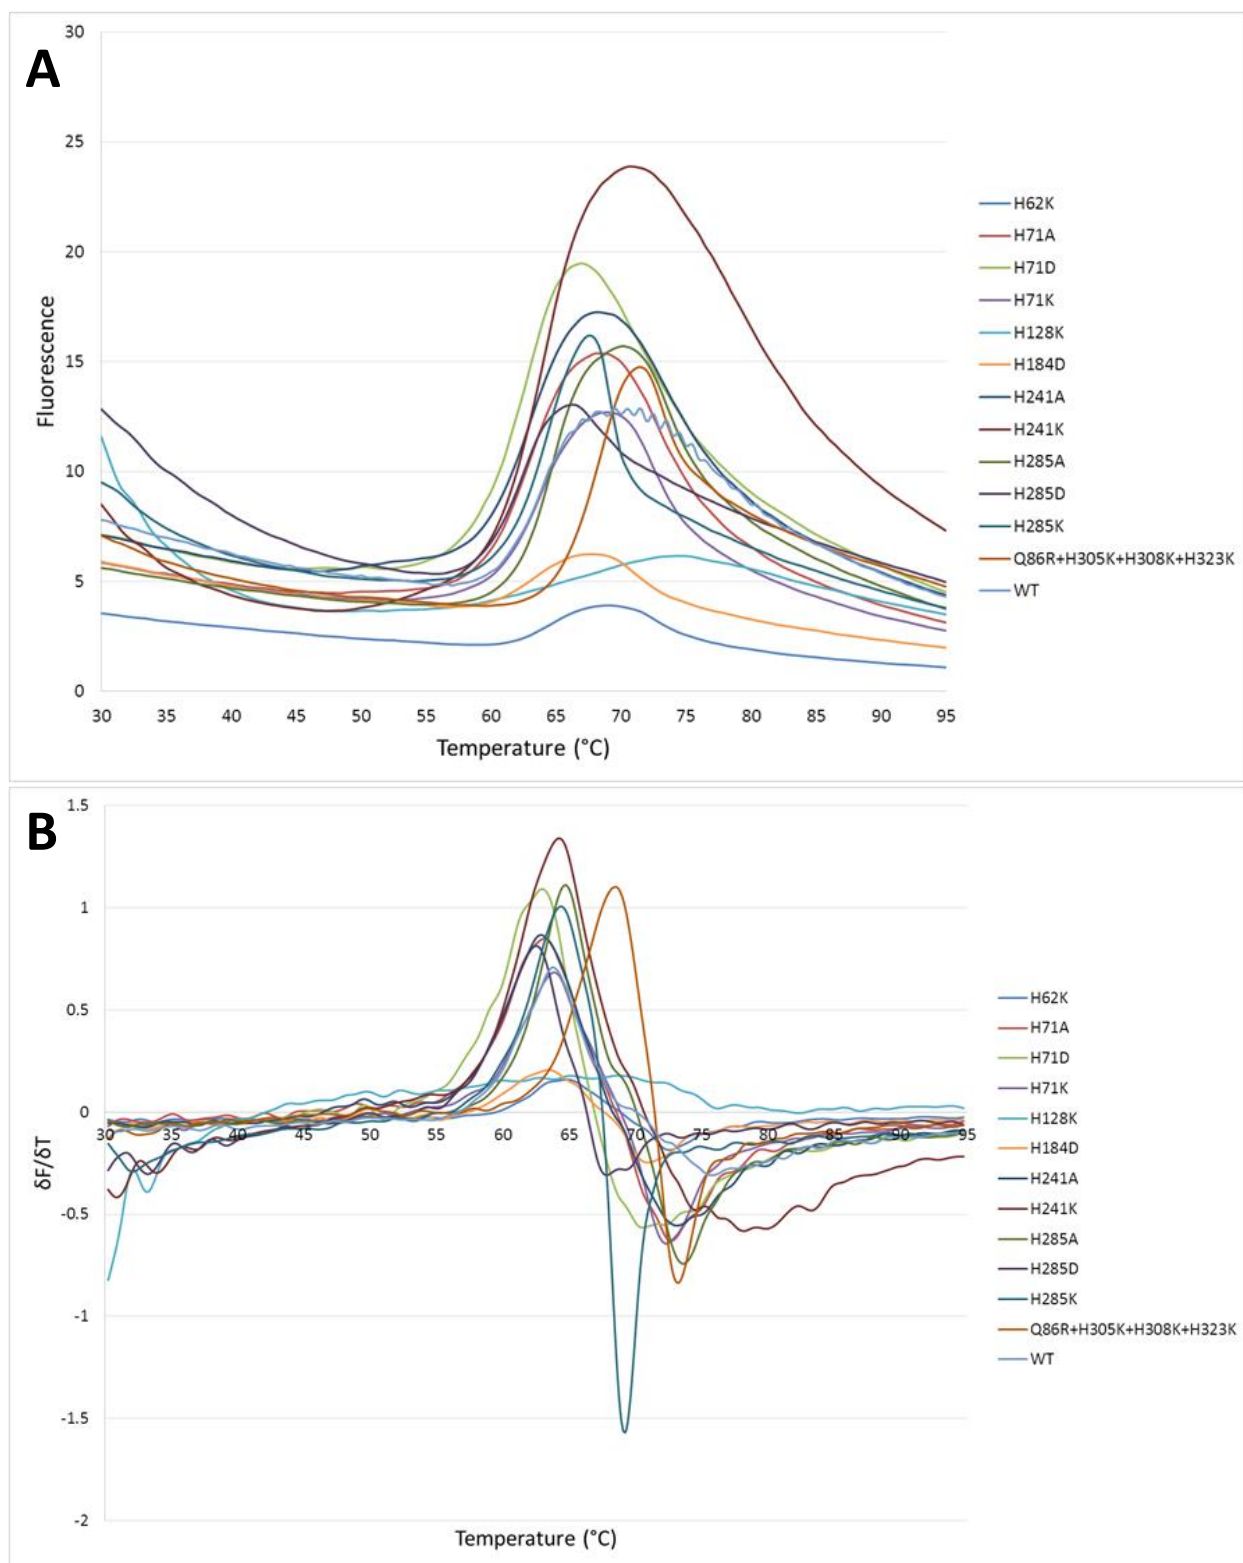 A
30
25
20
15
10
5
0
Fluorescence
30 35 40 45 50 55 60 65 70 75 80 85 90 95
Temperature (°C)
H62K
H71A
H71D
H71K
H128K
H184D
H241A
H241K
H285A
H285D
H285K
Q86R+H305K+H308K+H323K
WT
B
1.5
1
0.5
0
-0.5
-1
-1.5
-2
δF/δT
30 35 40 45 50 55 60 65 70 75 80 85 90 95
Temperature (°C)
H62K
H71A
H71D
H71K
H128K
H184D
H241A
H241K
H285A
H285D
H285K
Q86R+H305K+H308K+H323K
WT